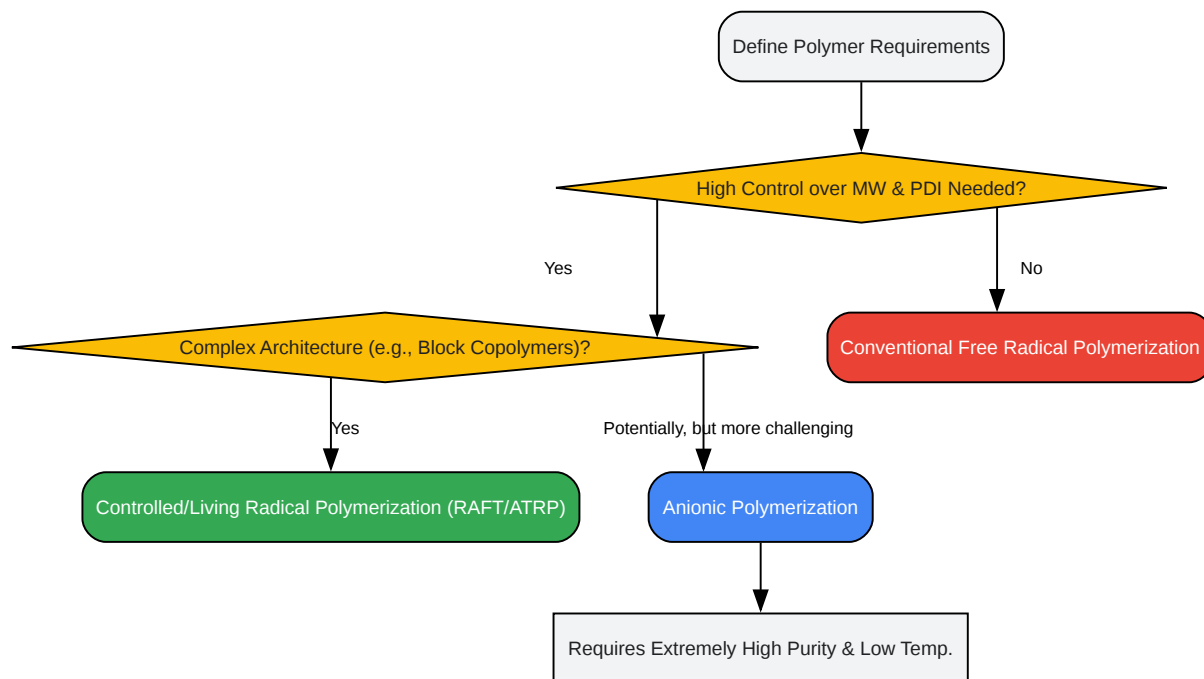 Define Polymer Requirements
High Control over MW & PDI Needed?
Yes
No
Complex Architecture (e.g., Block Copolymers)?
Conventional Free Radical Polymerization
Yes
Potentially, but more challenging
Controlled/Living Radical Polymerization (RAFT/ATRP)
Anionic Polymerization
Requires Extremely High Purity & Low Temp.